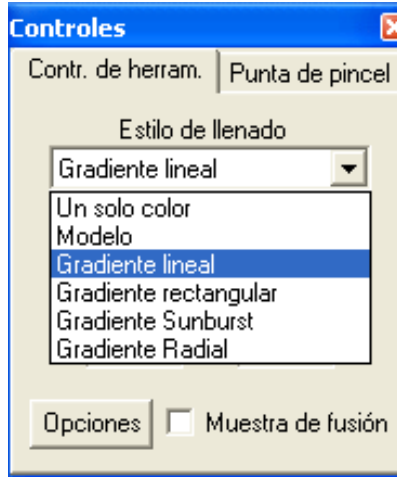 Controles
Contr. de herram. Punta de pincel
Estilo de llenado
Gradiente lineal
Un solo color
Modelo
Gradiente lineal
Gradiente rectangular
Gradiente Sunburst
Gradiente Radial
Opciones Muestra de fusión